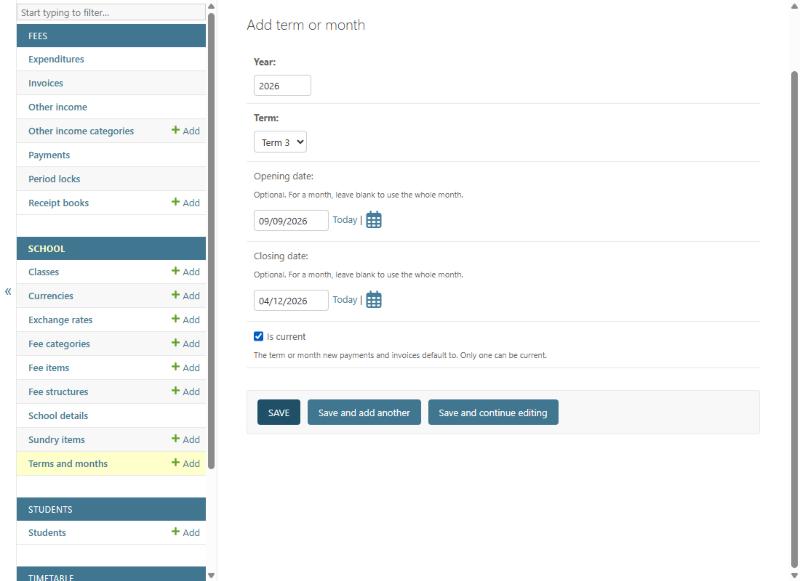 Start typing to filter...
FEES
Expenditures
Invoices
Other income
Other income categories + Add
Payments
Period locks
Receipt books + Add
SCHOOL
Classes + Add
Currencies + Add
Exchange rates + Add
Fee categories + Add
Fee items + Add
Fee structures + Add
School details
Sundry items + Add
Terms and months + Add
STUDENTS
Students + Add
TIMETABLE
«
Add term or month
Year:
2026
Term:
Term 3
Opening date:
Optional. For a month, leave blank to use the whole month.
09/09/2026 Today |
Closing date:
Optional. For a month, leave blank to use the whole month.
04/12/2026 Today |
Is current
The term or month new payments and invoices default to. Only one can be current.
SAVE Save and add another Save and continue editing